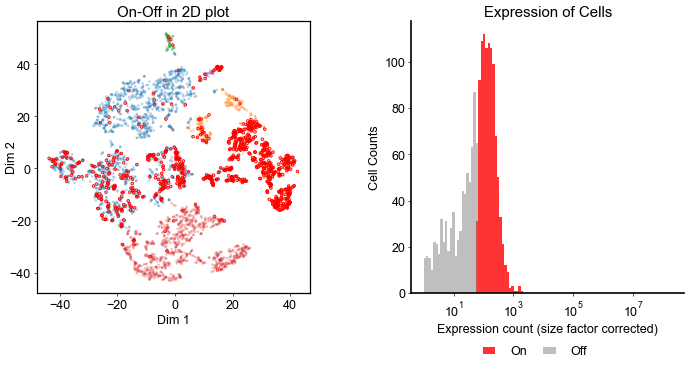 On-Off in 2D plot
40
20
0
−20
−40
Dim 2
−40
−20
0
20
40
Dim 1
Expression of Cells
100
80
60
40
20
0
Cell Counts
10^1
10^3
10^5
10^7
Expression count (size factor corrected)
On
Off